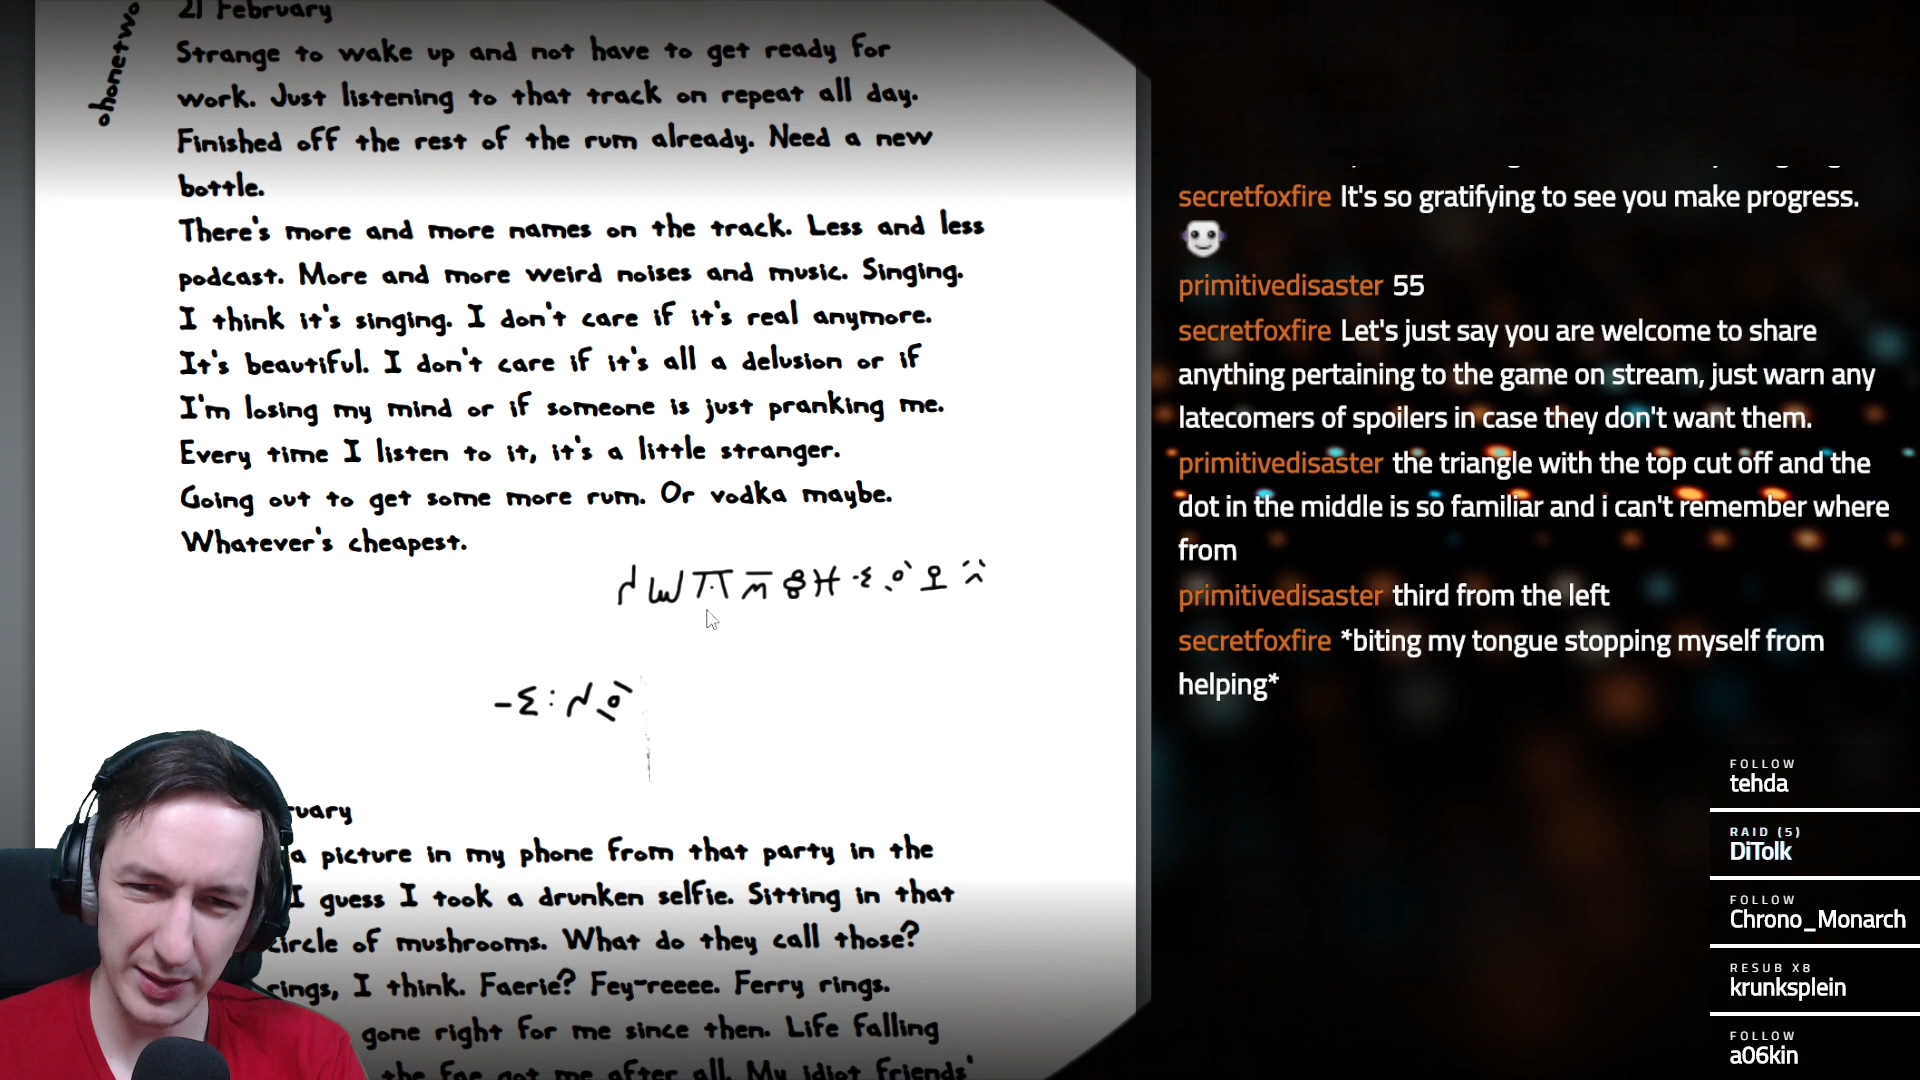 21 February
Strange to wake up and not have to get ready for
work. Just listening to that track on repeat all day.
Finished off the rest of the rum already. Need a new
bottle.
There's more and more names on the track. Less and less
podcast. More and more weird noises and music. Singing.
I think it's singing. I don't care if it's real anymore.
It's beautiful. I don't care if it's all a delusion or if
I'm losing my mind or if someone is just pranking me.
Every time I listen to it, it's a little stranger.
Going out to get some more rum. Or vodka maybe.
Whatever's cheapest.
a picture in my phone from that party in the
I guess I took a drunken selfie. Sitting in that
circle of mushrooms. What do they call those?
rings, I think. Faerie? Fey-reeee. Ferry rings.
gone right for me since then. Life falling
the fae got me after all. My idiot friends'
secretfoxfire It's so gratifying to see you make progress.
primitivedisaster 55
secretfoxfire Let's just say you are welcome to share
anything pertaining to the game on stream, just warn any
latecomers of spoilers in case they don't want them.
primitivedisaster the triangle with the top cut off and the
dot in the middle is so familiar and i can't remember where
from
primitivedisaster third from the left
secretfoxfire *biting my tongue stopping myself from
helping*
FOLLOW
tehda
RAID (5)
DiTolk
FOLLOW
Chrono_Monarch
RESUB X8
krunksplein
FOLLOW
a06kin